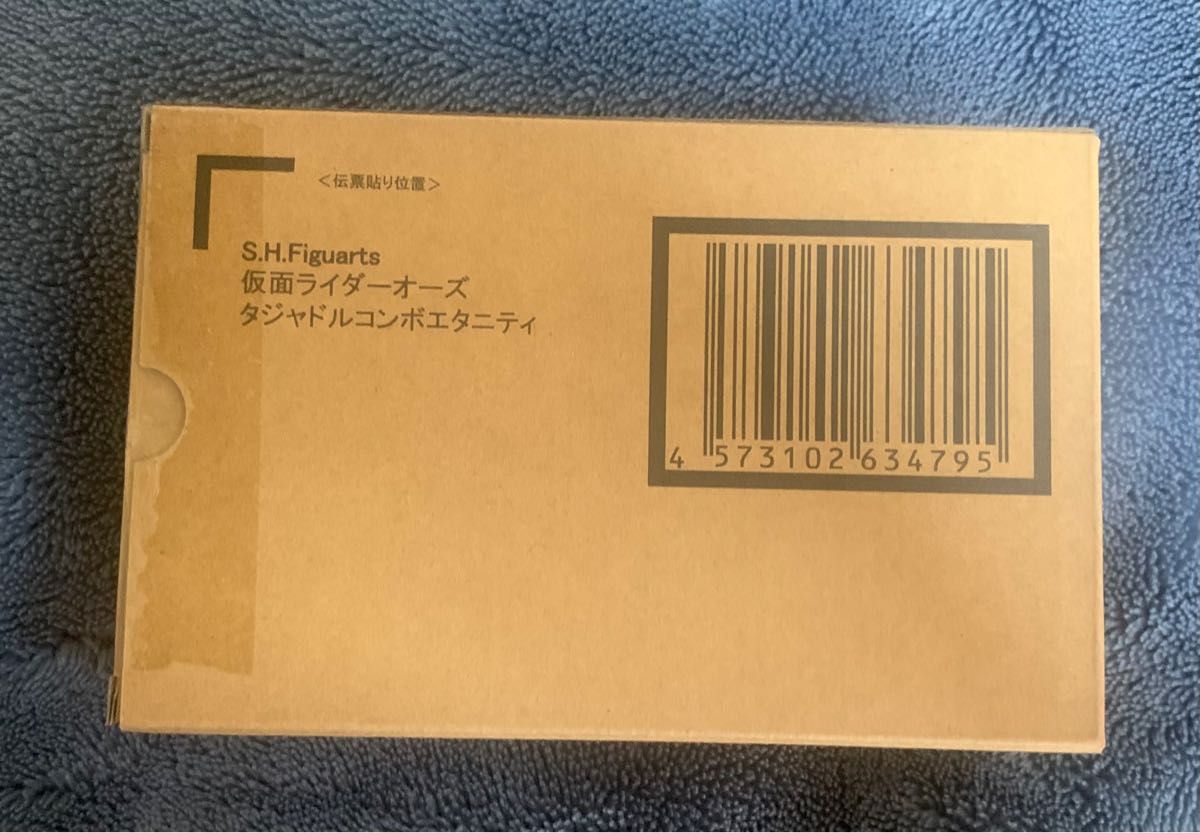 ＜伝票貼り位置＞
S.H.Figuarts
仮面ライダーオーズ
タジャドルコンボエタニティ
4 573102 634795